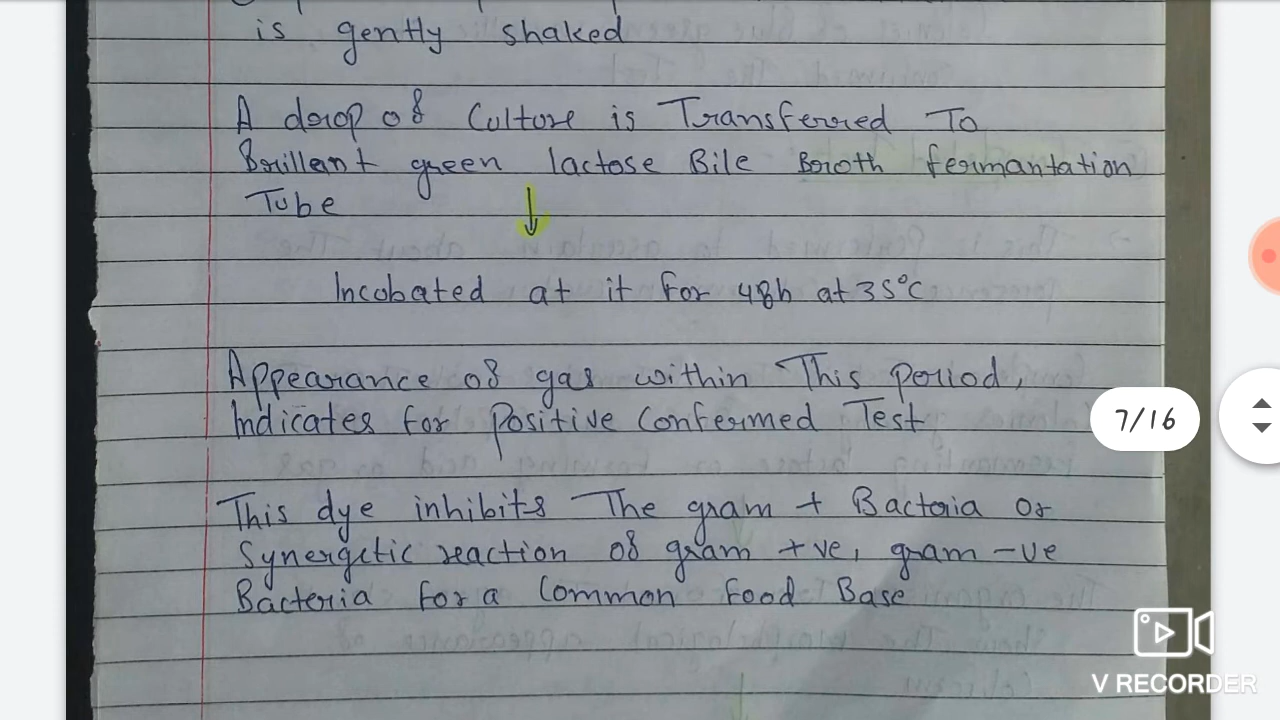 is gently shaked
A drop of Culture is Transferred To
Brillant green lactose Bile Broth fermantation
Tube
Incobated at it for 48h at 35°C
Appearance of gas within This period,
Indicates for Positive Confermed Test
7/16
This dye inhibits The gram + Bacteria or
Synergetic reaction of gram +ve, gram -ve
Bacteria for a Common Food Base
V RECORDER